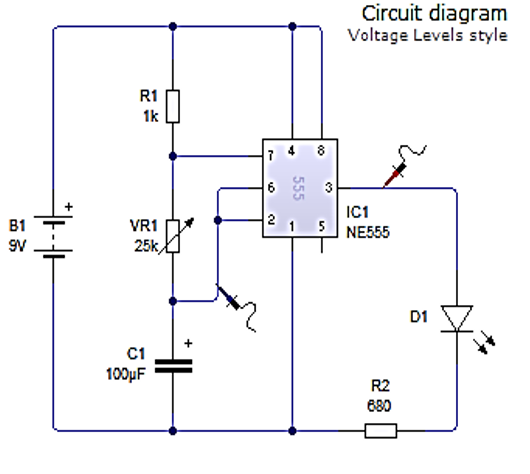 Circuit diagram
Voltage Levels style
R1
1k
7
4
8
6
555
3
2
1
5
IC1
NE555
B1
9V
+
VR1
25k
D1
C1
100µF
+
R2
680